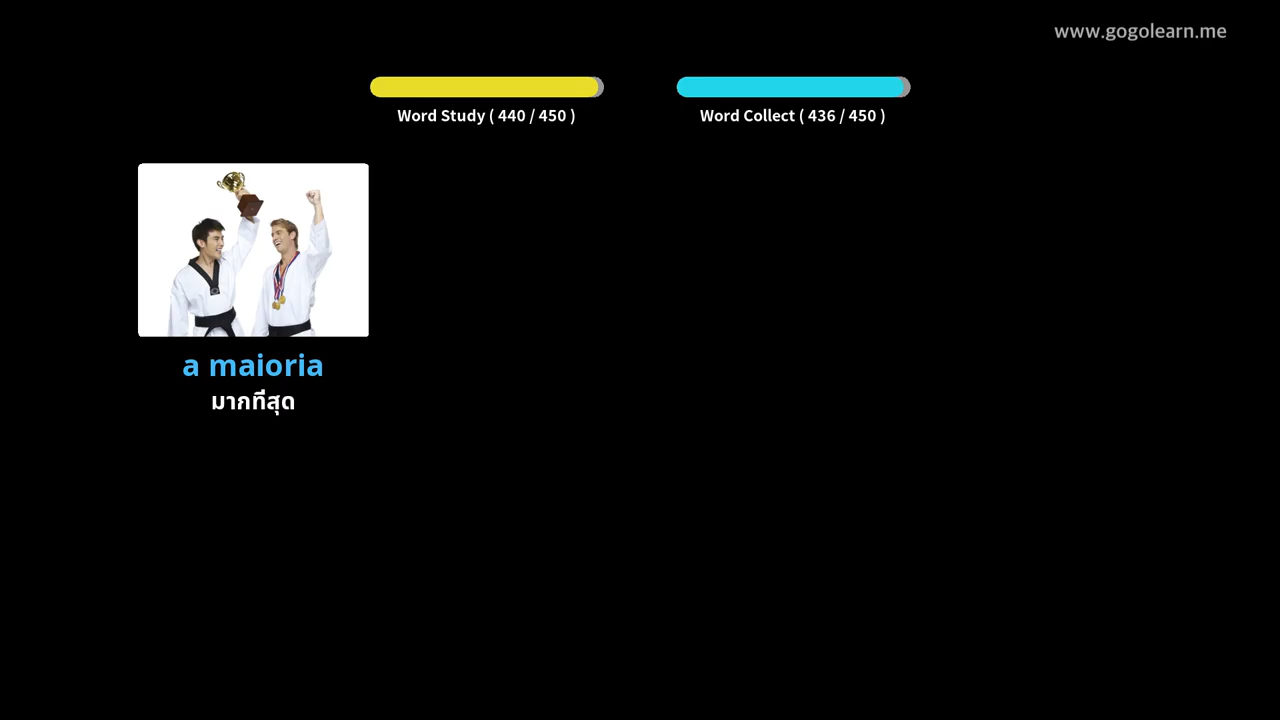 www.gogolearn.me
Word Study ( 440 / 450 )
Word Collect ( 436 / 450 )
a maioria
มากที่สุด